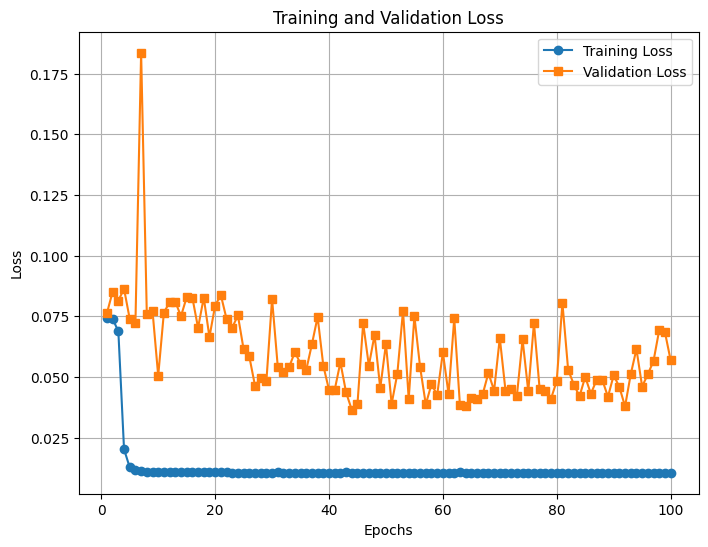 Training and Validation Loss
Training Loss
Validation Loss
0.175
0.150
0.125
0.100
0.075
0.050
0.025
Loss
0
20
40
60
80
100
Epochs